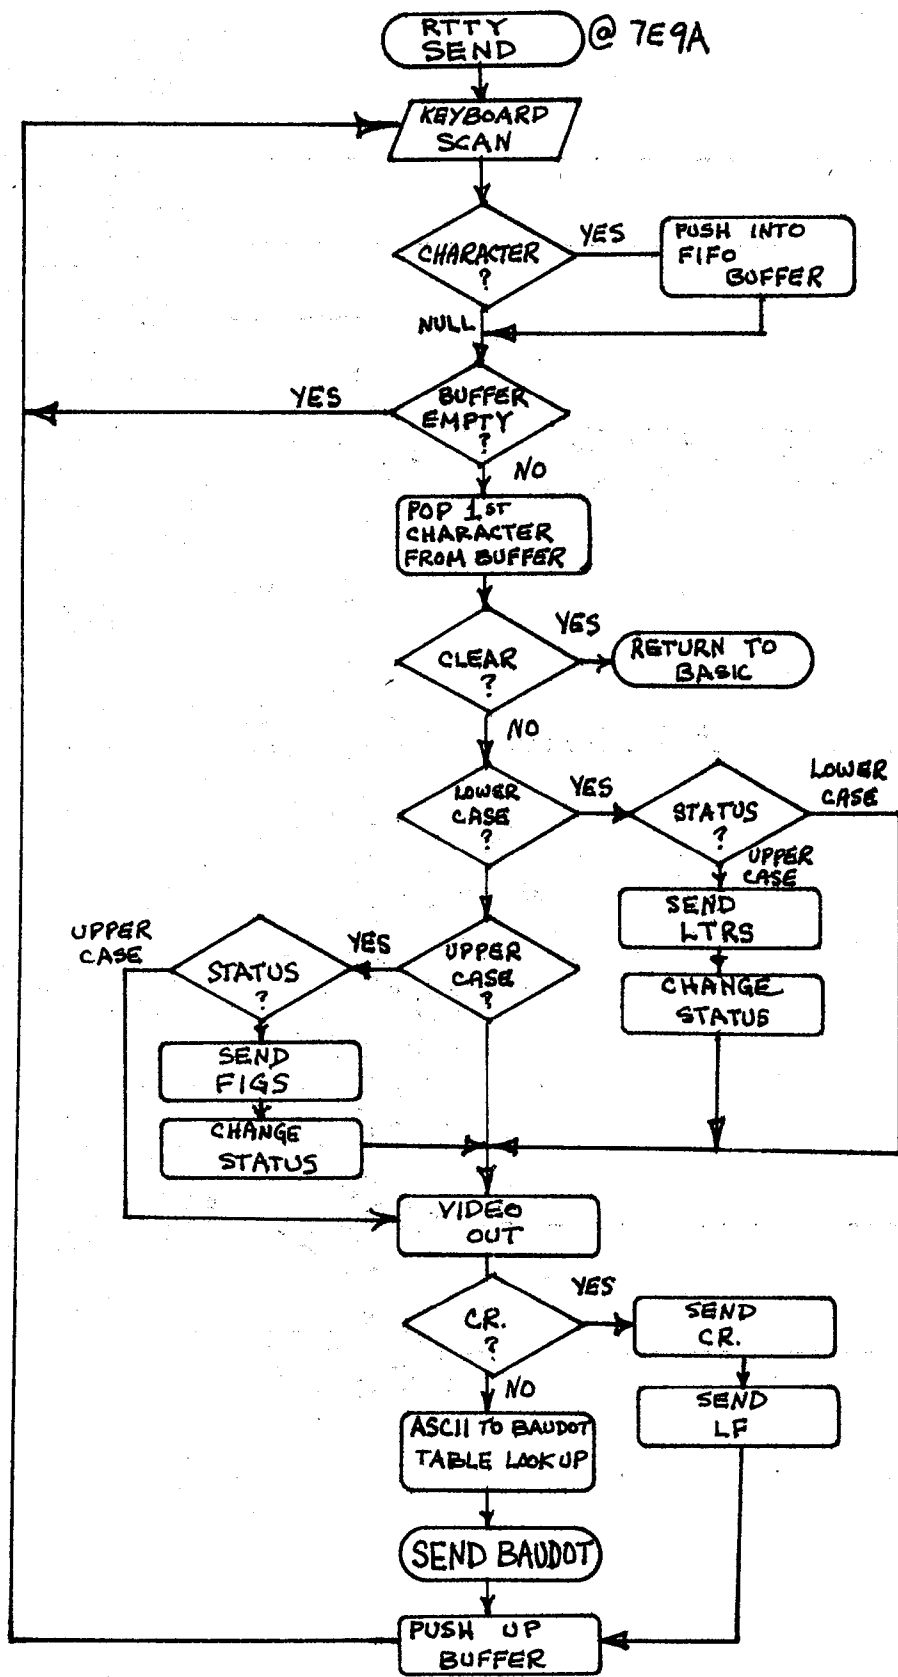 RTTY
SEND
@ 7E9A
KEYBOARD
SCAN
CHARACTER
?
YES
PUSH INTO
FIFO
BUFFER
NULL
BUFFER
EMPTY
?
YES
NO
POP 1ST
CHARACTER
FROM BUFFER
CLEAR
?
YES
RETURN TO
BASIC
NO
LOWER
CASE
?
YES
STATUS
?
LOWER
CASE
UPPER
CASE
SEND
LTRS
CHANGE
STATUS
UPPER
CASE
?
YES
STATUS
?
UPPER
CASE
SEND
FIGS
CHANGE
STATUS
VIDEO
OUT
C.R.
?
YES
SEND
C.R.
SEND
LF
NO
ASCII TO BAUDOT
TABLE LOOKUP
SEND BAUDOT
PUSH UP
BUFFER